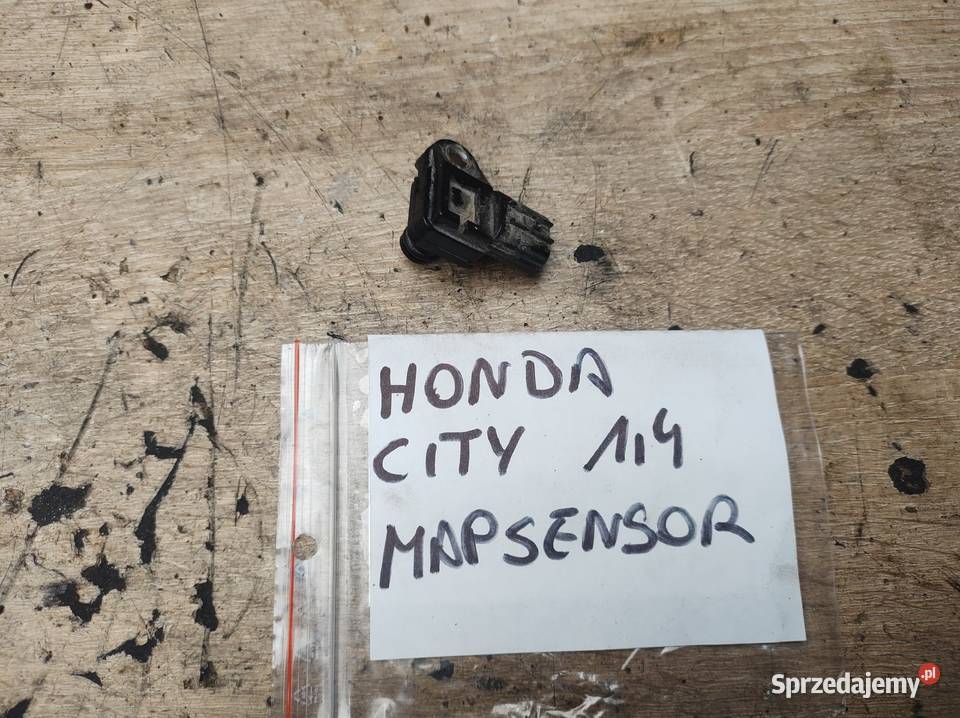 HONDA
CITY 1,4
MAPSENSOR
Sprzedajemy.pl